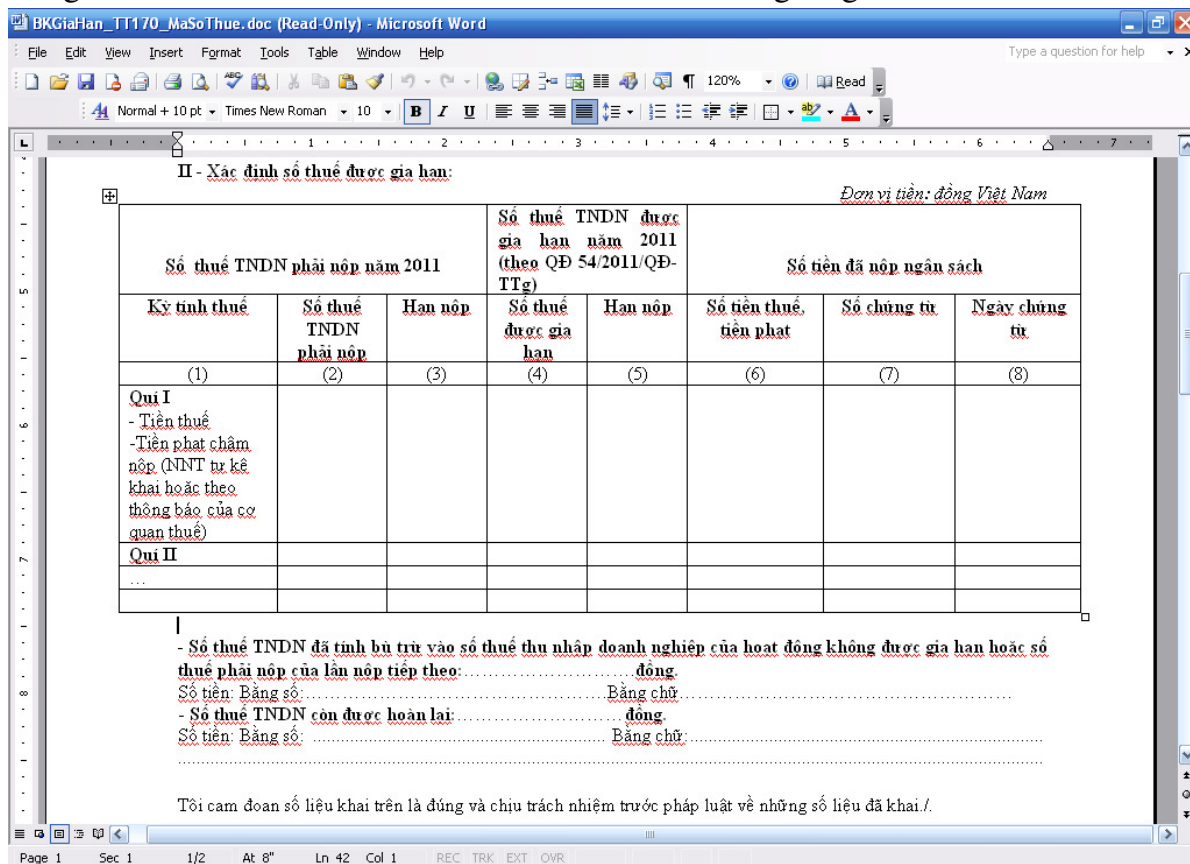 BKGiaHan_TT170_MaSoThue.doc (Read-Only) - Microsoft Word
File Edit View Insert Format Tools Table Window Help Type a question for help
120% Read
Normal + 10 pt Times New Roman 10 B I U
1 2 3 4 5 6 7
II - Xác định số thuế được gia hạn:
Đơn vị tiền: đồng Việt Nam
Số thuế TNDN phải nộp năm 2011
Số thuế TNDN được
gia hạn năm 2011
(theo QĐ 54/2011/QĐ-
TTg)
Số tiền đã nộp ngân sách
Kỳ tính thuế
Số thuế
TNDN
phải nộp
Hạn nộp
Số thuế
được gia
hạn
Hạn nộp
Số tiền thuế,
tiền phạt
Số chứng từ
Ngày chứng
từ
(1) (2) (3) (4) (5) (6) (7) (8)
Quí I
- Tiền thuế
-Tiền phạt chậm
nộp (NNT tự kê
khai hoặc theo
thông báo của cơ
quan thuế)
Quí II
...
- Số thuế TNDN đã tính bù trừ vào số thuế thu nhập doanh nghiệp của hoạt động không được gia hạn hoặc số
thuế phải nộp của lần nộp tiếp theo:............................đồng.
Số tiền: Bằng số:.....................................................Bằng chữ..........................................................
- Số thuế TNDN còn được hoàn lại:.............................đồng.
Số tiền: Bằng số: .................................................... Bằng chữ:...............................................................
.......................................................................................................................................................
Tôi cam đoan số liệu khai trên là đúng và chịu trách nhiệm trước pháp luật về những số liệu đã khai./.
Page 1 Sec 1 1/2 At 8" Ln 42 Col 1 REC TRK EXT OVR